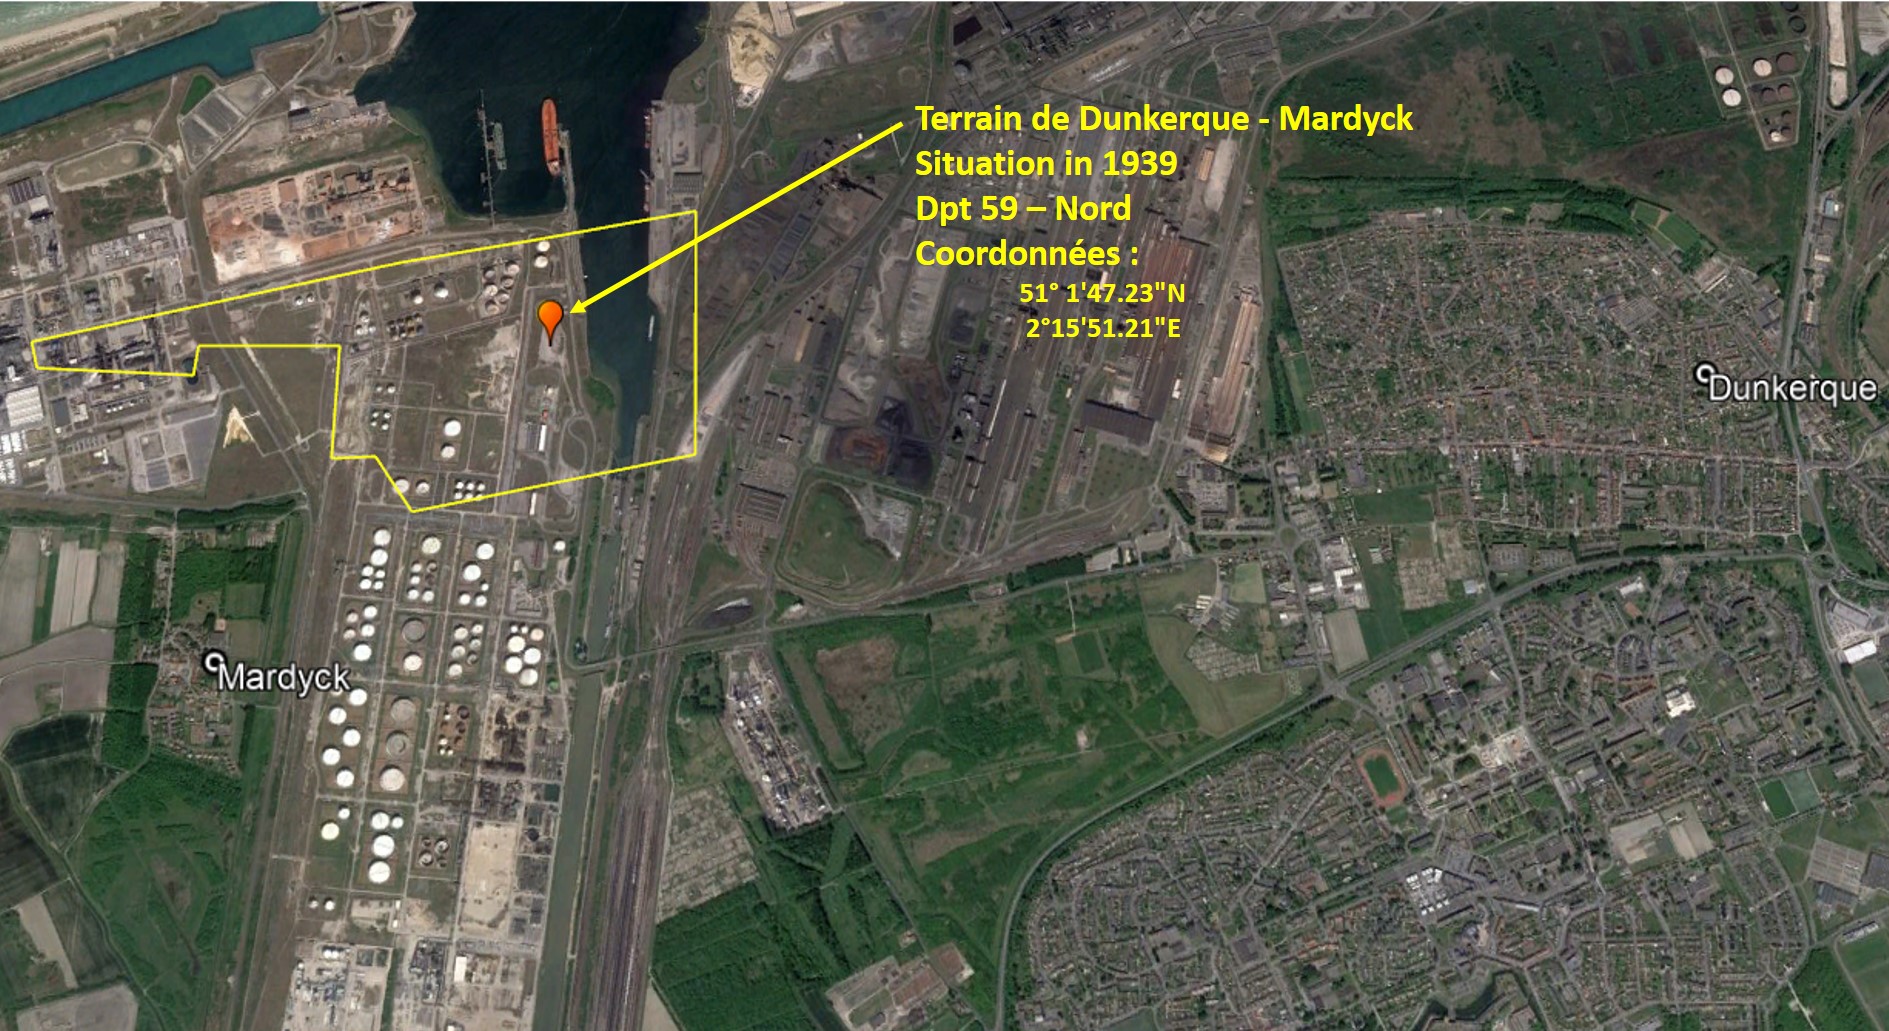 Terrain de Dunkerque - Mardyck
Situation in 1939
Dpt 59 – Nord
Coordonnées :
51° 1'47.23"N
2°15'51.21"E
Dunkerque
Mardyck